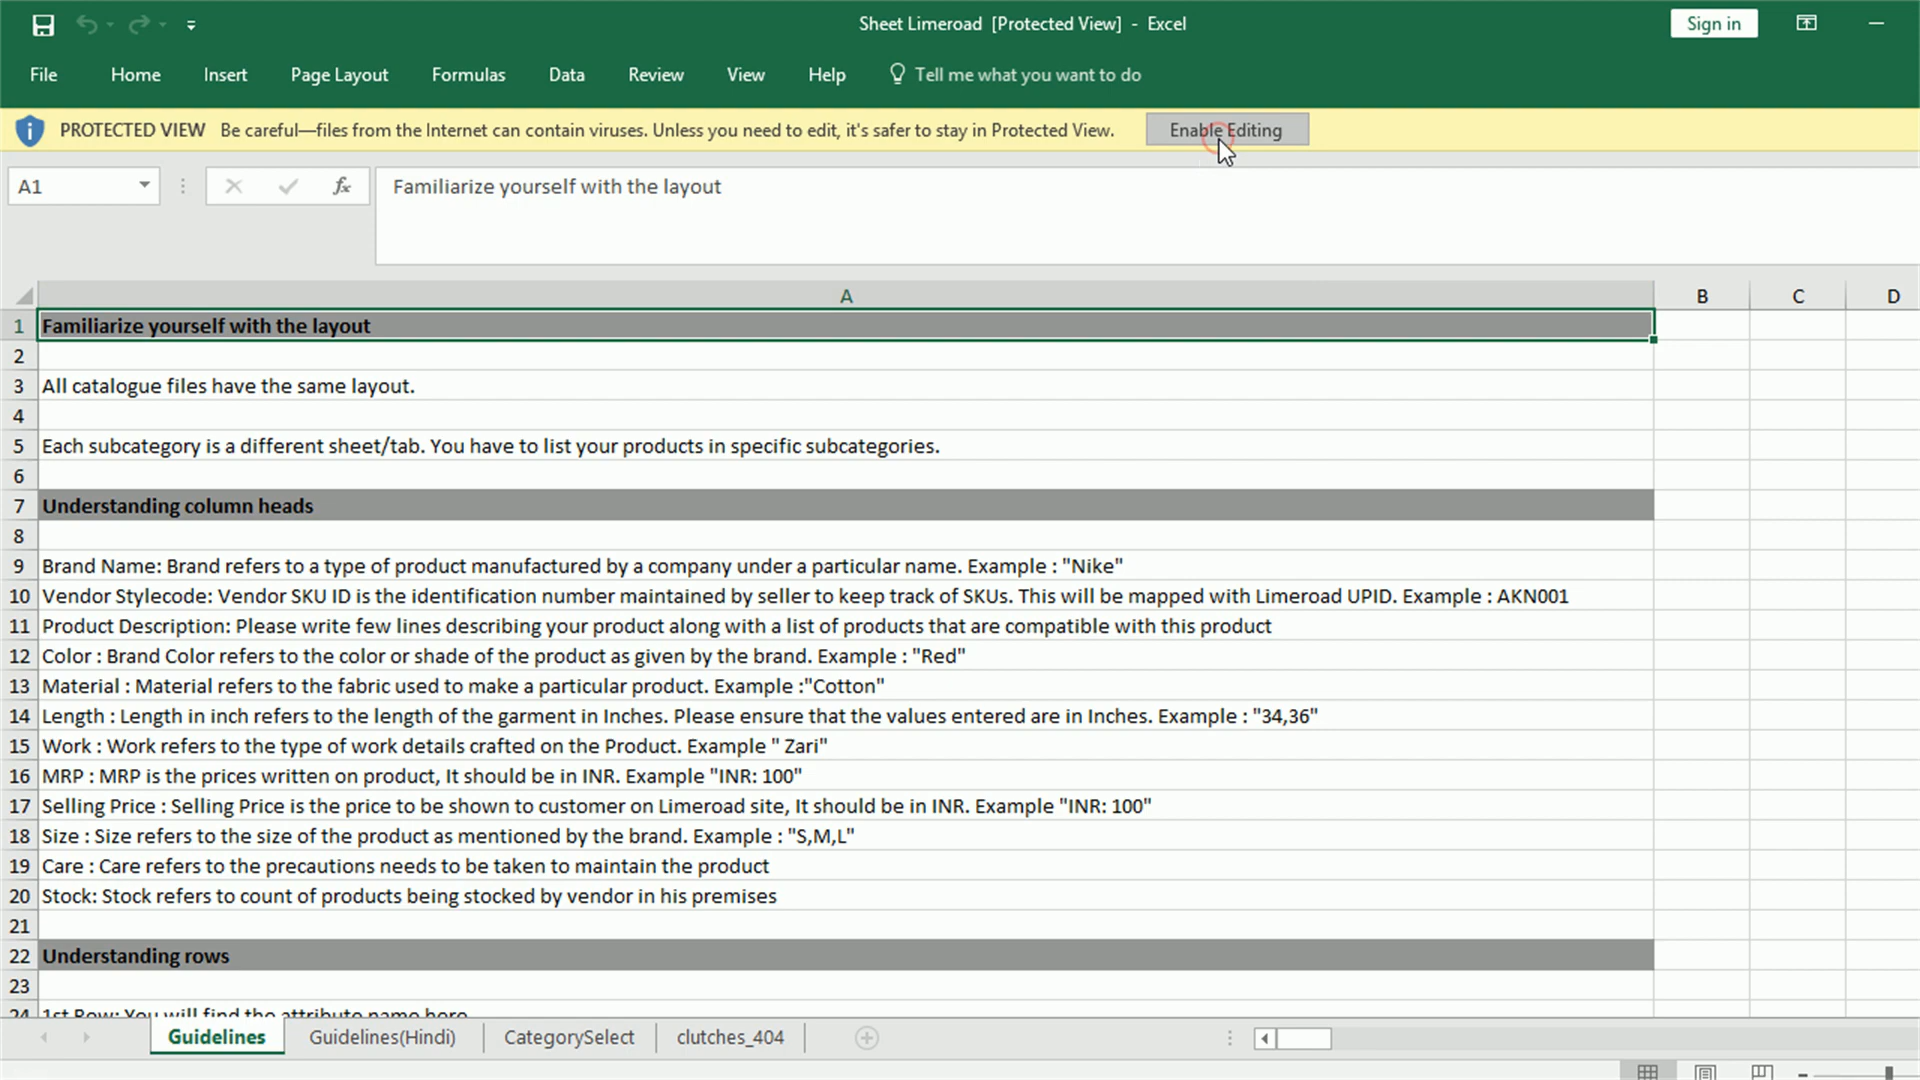 Sheet Limeroad [Protected View] - Excel
Sign in
File Home Insert Page Layout Formulas Data Review View Help Tell me what you want to do
PROTECTED VIEW Be careful—files from the Internet can contain viruses. Unless you need to edit, it's safer to stay in Protected View. Enable Editing
A1 fx Familiarize yourself with the layout
A B C D
1 Familiarize yourself with the layout
2
3 All catalogue files have the same layout.
4
5 Each subcategory is a different sheet/tab. You have to list your products in specific subcategories.
6
7 Understanding column heads
8
9 Brand Name: Brand refers to a type of product manufactured by a company under a particular name. Example : "Nike"
10 Vendor Stylecode: Vendor SKU ID is the identification number maintained by seller to keep track of SKUs. This will be mapped with Limeroad UPID. Example : AKN001
11 Product Description: Please write few lines describing your product along with a list of products that are compatible with this product
12 Color : Brand Color refers to the color or shade of the product as given by the brand. Example : "Red"
13 Material : Material refers to the fabric used to make a particular product. Example :"Cotton"
14 Length : Length in inch refers to the length of the garment in Inches. Please ensure that the values entered are in Inches. Example : "34,36"
15 Work : Work refers to the type of work details crafted on the Product. Example " Zari"
16 MRP : MRP is the prices written on product, It should be in INR. Example "INR: 100"
17 Selling Price : Selling Price is the price to be shown to customer on Limeroad site, It should be in INR. Example "INR: 100"
18 Size : Size refers to the size of the product as mentioned by the brand. Example : "S,M,L"
19 Care : Care refers to the precautions needs to be taken to maintain the product
20 Stock: Stock refers to count of products being stocked by vendor in his premises
21
22 Understanding rows
23
24 1st Row: You will find the attribute name here
Guidelines Guidelines(Hindi) CategorySelect clutches_404